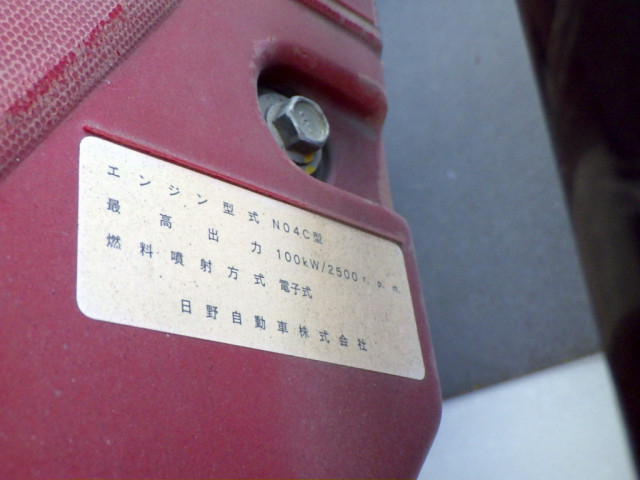 エンジン型式 N04C型
最高出力 100kW/2500 r. p. m.
燃料噴射方式 電子式
日野自動車株式会社